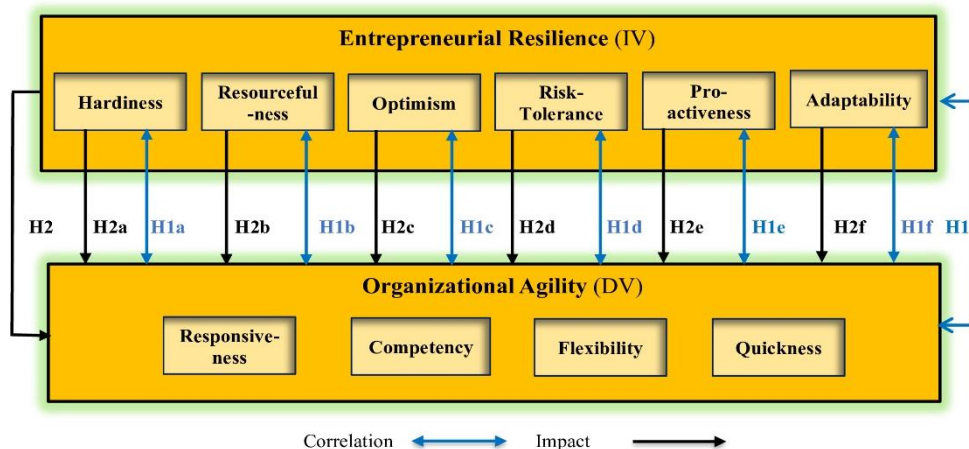 Entrepreneurial Resilience (IV)
Hardiness
Resourceful
-ness
Optimism
Risk-
Tolerance
Pro-
activeness
Adaptability
H2 H2a H1a H2b H1b H2c H1c H2d H1d H2e H1e H2f H1f H1
Organizational Agility (DV)
Responsive-
ness
Competency
Flexibility
Quickness
Correlation Impact